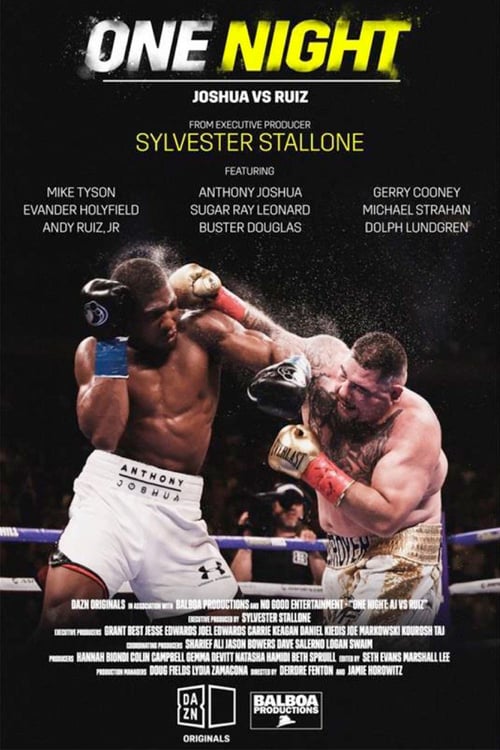 ONE NIGHT
JOSHUA VS RUIZ
FROM EXECUTIVE PRODUCER
SYLVESTER STALLONE
FEATURING
MIKE TYSON ANTHONY JOSHUA GERRY COONEY
EVANDER HOLYFIELD SUGAR RAY LEONARD MICHAEL STRAHAN
ANDY RUIZ, JR BUSTER DOUGLAS DOLPH LUNDGREN
EVERLAST
ANTHONY
JOSHUA
DAZN ORIGINALS IN ASSOCIATION WITH BALBOA PRODUCTIONS AND NO GOOD ENTERTAINMENT - "ONE NIGHT: AJ VS RUIZ"
EXECUTIVE PRODUCED BY SYLVESTER STALLONE
EXECUTIVE PRODUCERS GRANT BEST JESSE EDWARDS JOEL EDWARDS CARRIE KEAGAN DANIEL KIEDIS JOE MARKOWSKI KOUROSH TAJ
COORDINATING PRODUCERS SHARIEF ALI JASON BOWERS DAVE SALERNO LOGAN SWAIM
PRODUCERS HANNAH BIONDI COLIN CAMPBELL GEMMA DEVITT NATASHA HAMIDI BETH SPRUILL EDITED BY SETH EVANS MARSHALL LEE
PRODUCTION MANAGERS DOUG FIELDS LYDIA ZAMACONA DIRECTED BY DEIRDRE FENTON AND JAMIE HOROWITZ
DAZN
ORIGINALS
BALBOA
PRODUCTIONS